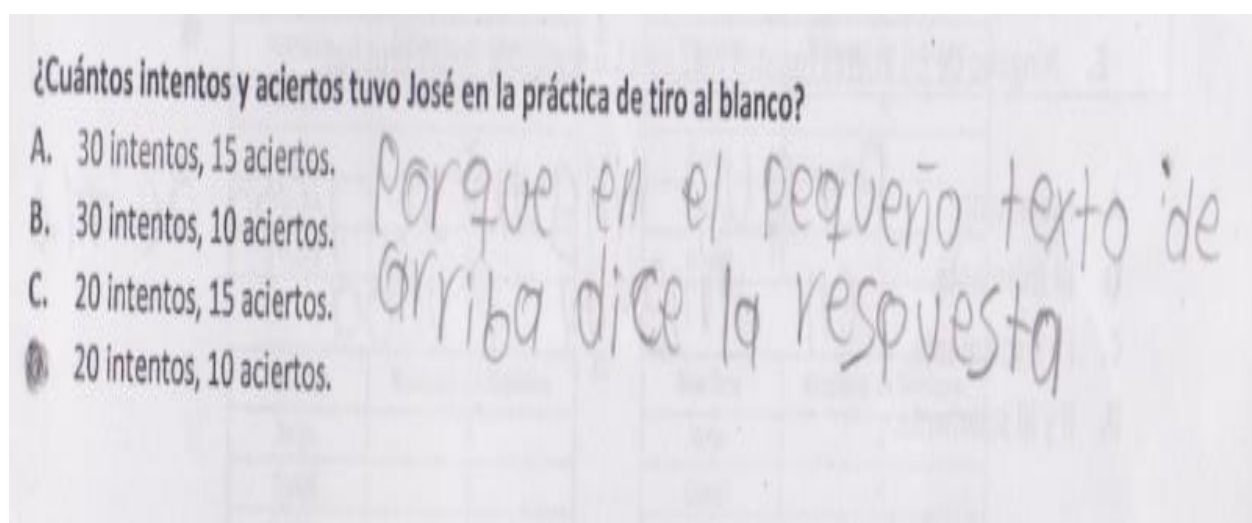 ¿Cuántos intentos y aciertos tuvo José en la práctica de tiro al blanco?
A. 30 intentos, 15 aciertos.
B. 30 intentos, 10 aciertos.
C. 20 intentos, 15 aciertos.
D. 20 intentos, 10 aciertos.
Porque en el pequeño texto de
arriba dice la respuesta